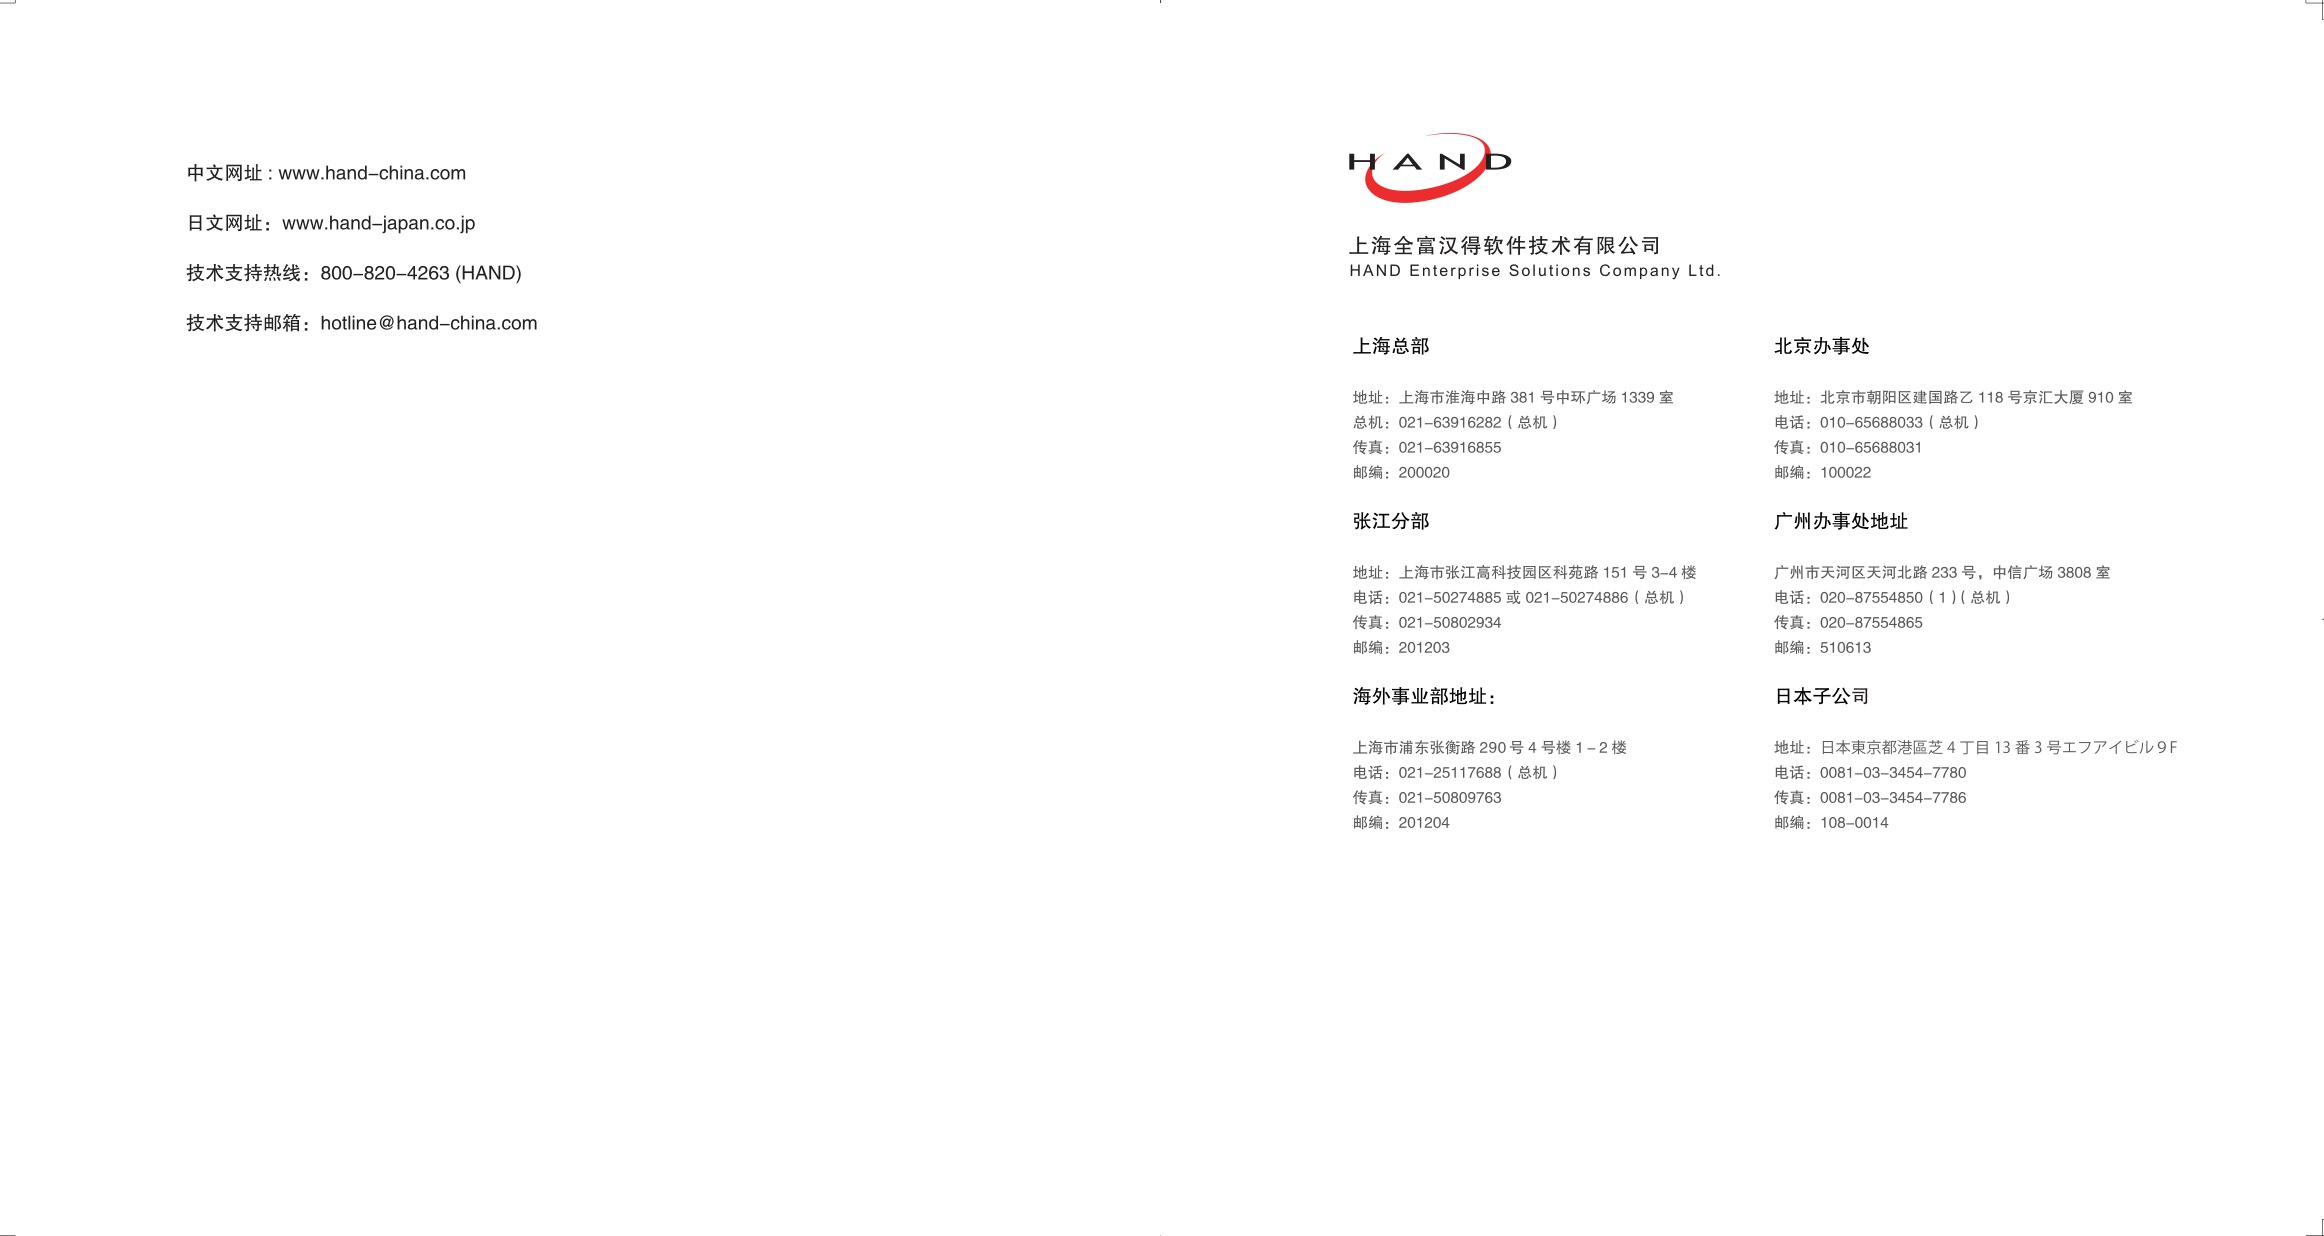 中文网址 : www.hand-china.com
日文网址：www.hand-japan.co.jp
技术支持热线：800-820-4263 (HAND)
技术支持邮箱：hotline@hand-china.com
HAND
上海全富汉得软件技术有限公司
HAND Enterprise Solutions Company Ltd.
上海总部
地址：上海市淮海中路 381 号中环广场 1339 室
总机：021-63916282（总机）
传真：021-63916855
邮编：200020
张江分部
地址：上海市张江高科技园区科苑路 151 号 3-4 楼
电话：021-50274885 或 021-50274886（总机）
传真：021-50802934
邮编：201203
海外事业部地址：
上海市浦东张衡路 290 号 4 号楼 1 – 2 楼
电话：021-25117688（总机）
传真：021-50809763
邮编：201204
北京办事处
地址：北京市朝阳区建国路乙 118 号京汇大厦 910 室
电话：010-65688033（总机）
传真：010-65688031
邮编：100022
广州办事处地址
广州市天河区天河北路 233 号，中信广场 3808 室
电话：020-87554850（1）（总机）
传真：020-87554865
邮编：510613
日本子公司
地址：日本東京都港區芝 4 丁目 13 番 3 号エフアイビル 9 F
电话：0081-03-3454-7780
传真：0081-03-3454-7786
邮编：108-0014